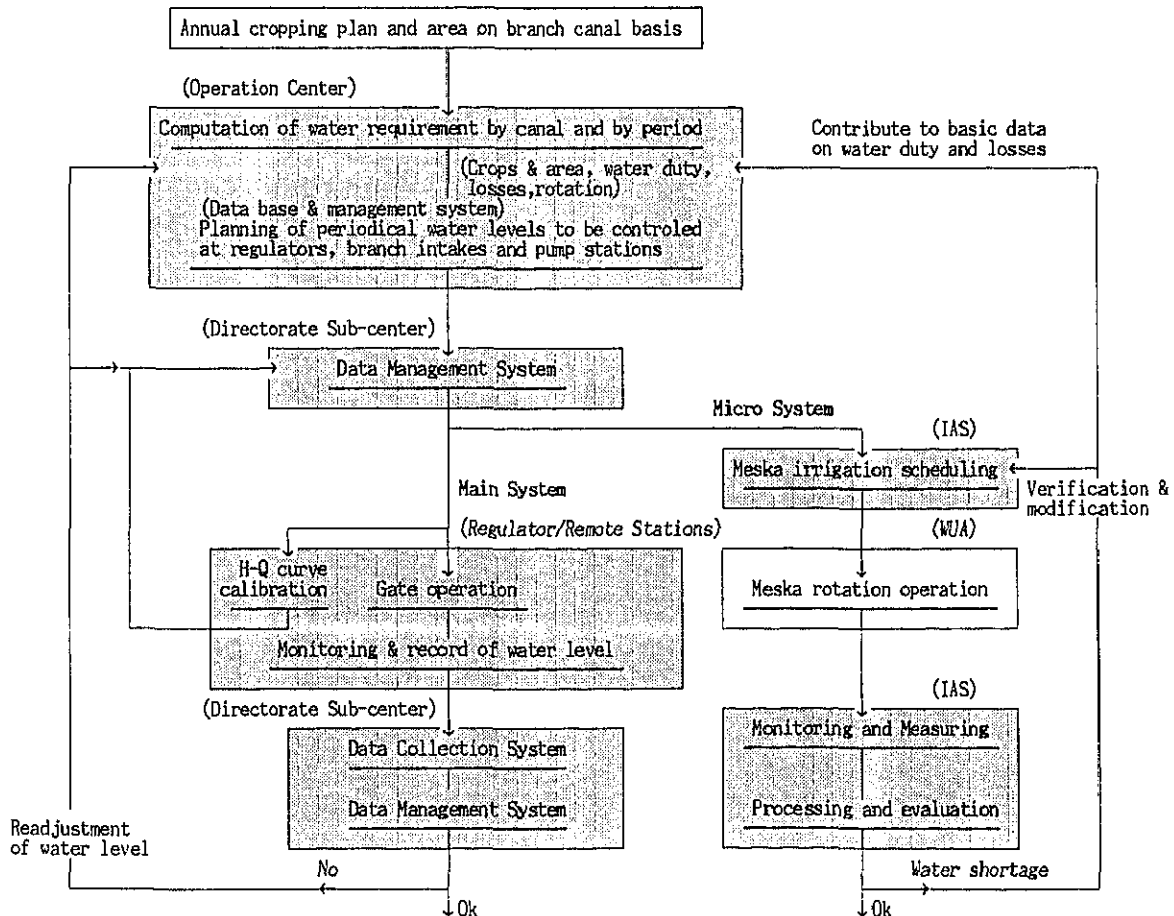 Annual cropping plan and area on branch canal basis
(Operation Center)
Computation of water requirement by canal and by period
(Crops & area, water duty,
losses,rotation)
(Data base & management system)
Planning of periodical water levels to be controled
at regulators, branch intakes and pump stations
Contribute to basic data
on water duty and losses
(Directorate Sub-center)
Data Management System
Micro System
(IAS)
Meska irrigation scheduling
Verification &
modification
Main System
(Regulator/Remote Stations)
(WUA)
H-Q curve
calibration
Gate operation
Meska rotation operation
Monitoring & record of water level
(Directorate Sub-center)
(IAS)
Data Collection System
Monitoring and Measuring
Data Management System
Processing and evaluation
Readjustment
of water level
No
Water shortage
Ok
Ok